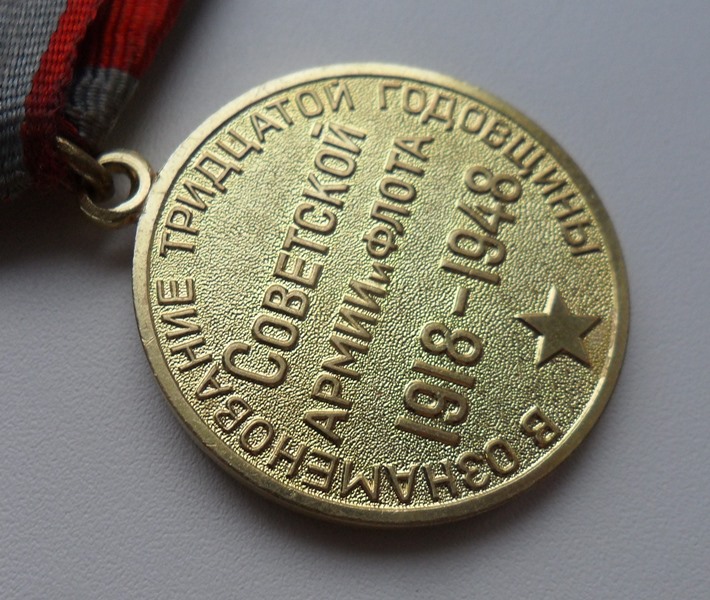 В ОЗНАМЕНОВАНИЕ ТРИДЦАТОЙ ГОДОВЩИНЫ
СОВЕТСКОЙ
АРМИИ и ФЛОТА
1918-1948